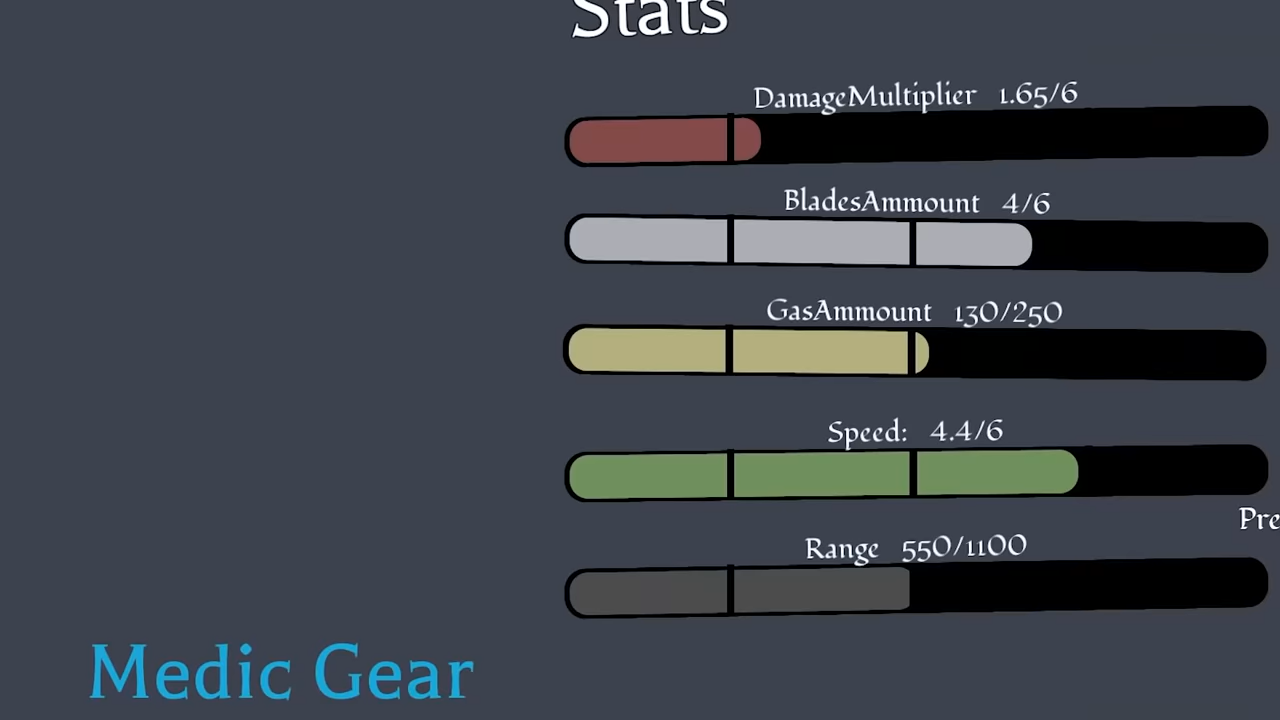 Stats
DamageMultiplier 1.65/6
BladesAmmount 4/6
GasAmmount 130/250
Speed: 4.4/6
Range 550/1100
Medic Gear